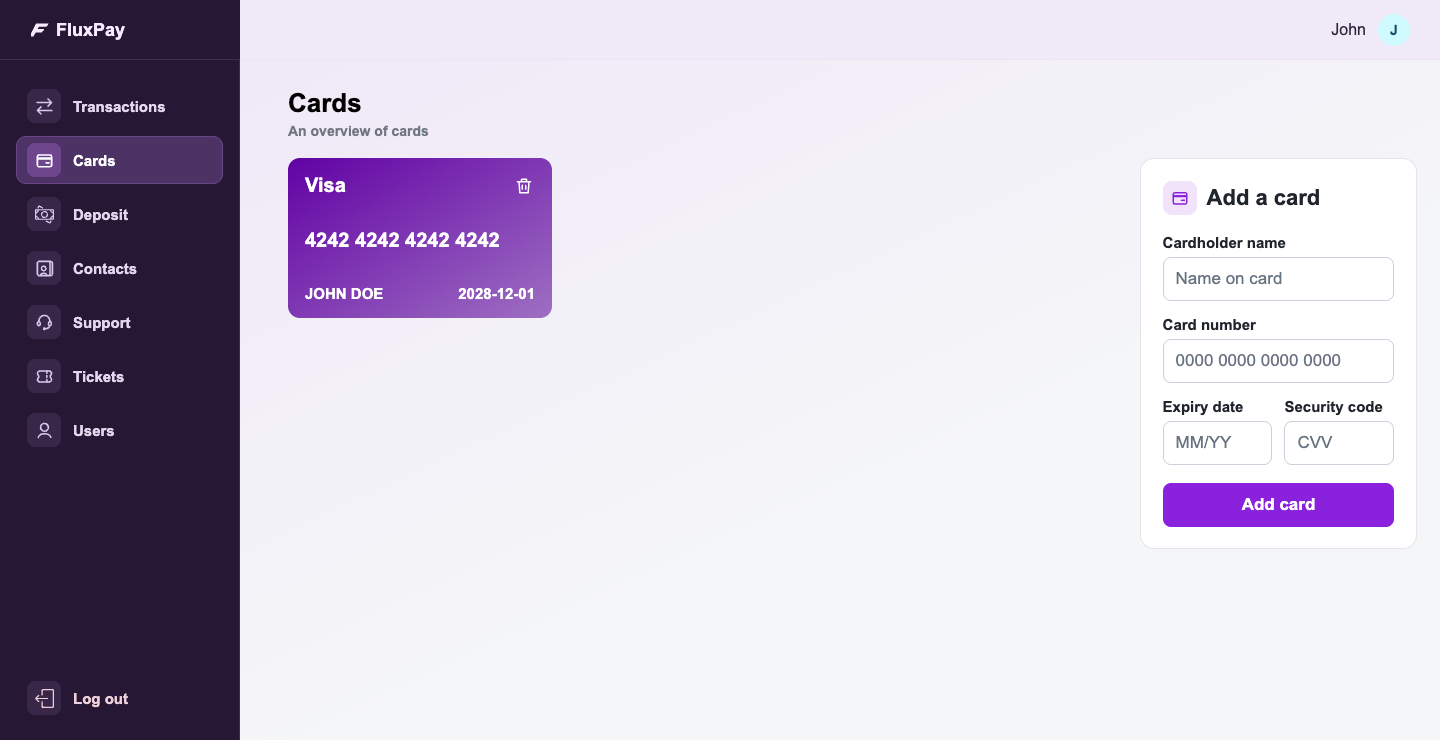 FluxPay
John
J
Transactions
Cards
Deposit
Contacts
Support
Tickets
Users
Log out
Cards
An overview of cards
Visa
4242 4242 4242 4242
JOHN DOE 2028-12-01
Add a card
Cardholder name
Name on card
Card number
0000 0000 0000 0000
Expiry date Security code
MM/YY CVV
Add card